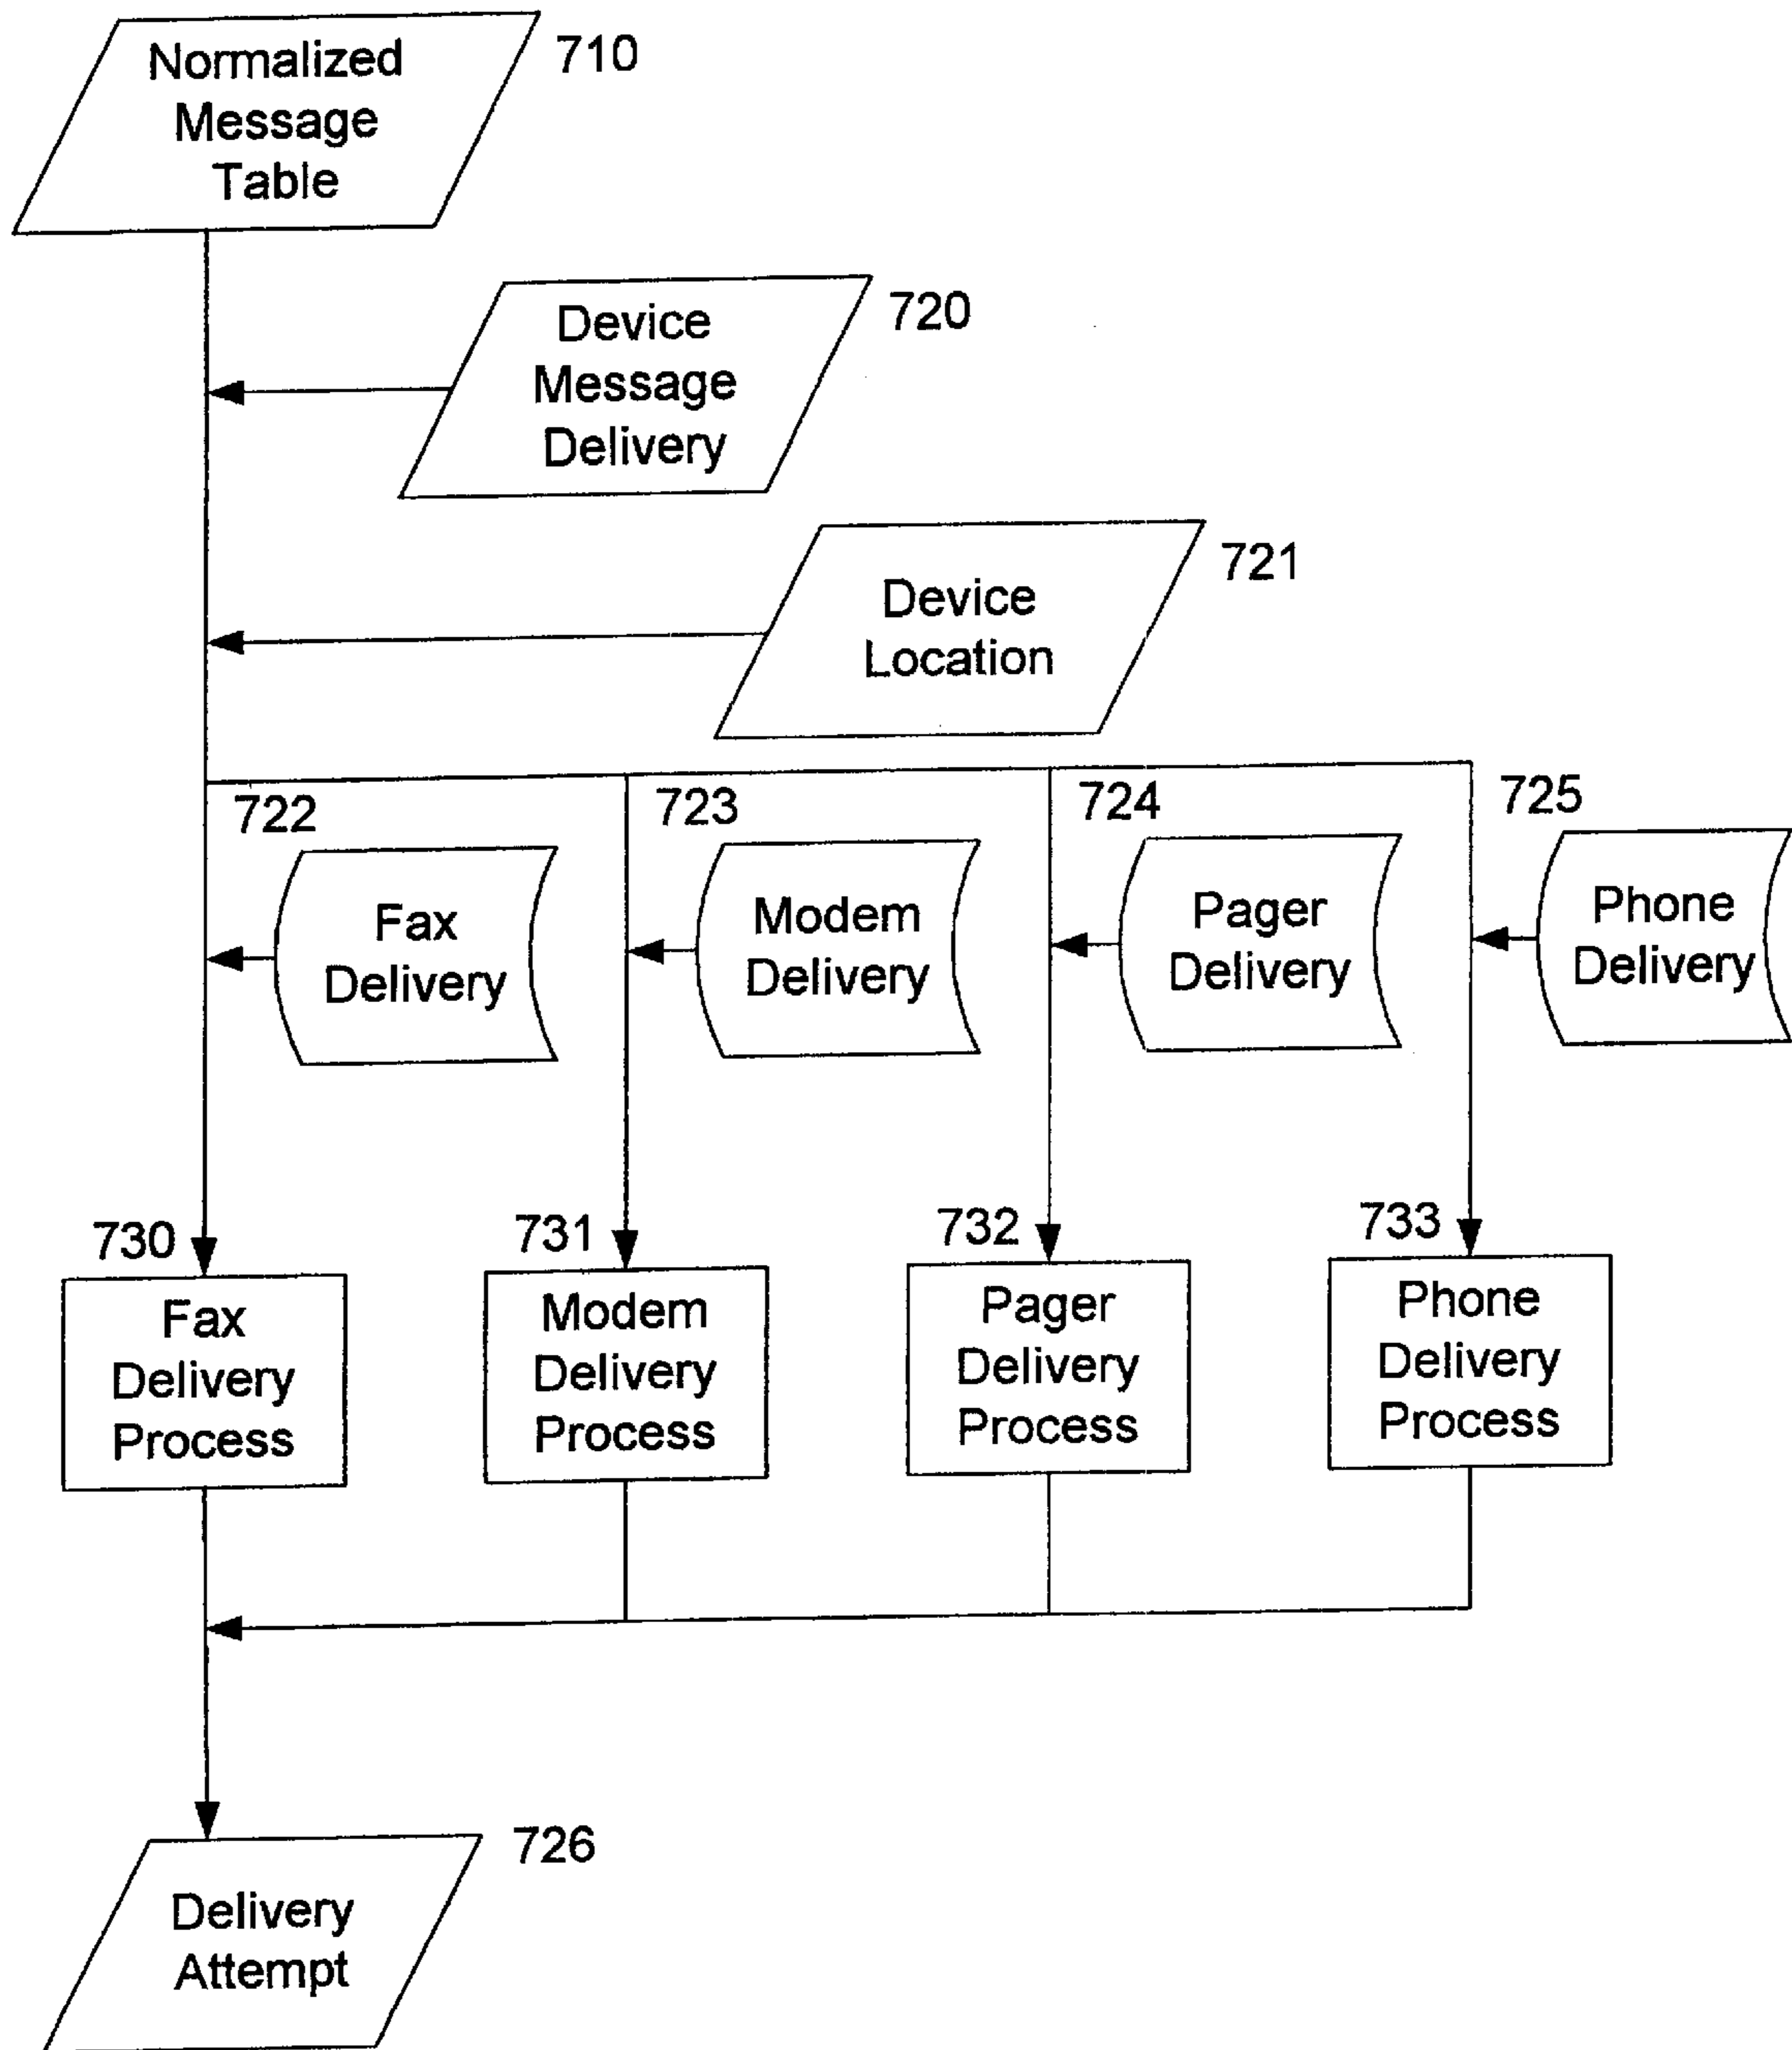 Normalized
Message
Table
710
Device
Message
Delivery
720
Device
Location
721
722
723
724
725
Fax
Delivery
Modem
Delivery
Pager
Delivery
Phone
Delivery
730
731
732
733
Fax
Delivery
Process
Modem
Delivery
Process
Pager
Delivery
Process
Phone
Delivery
Process
726
Delivery
Attempt